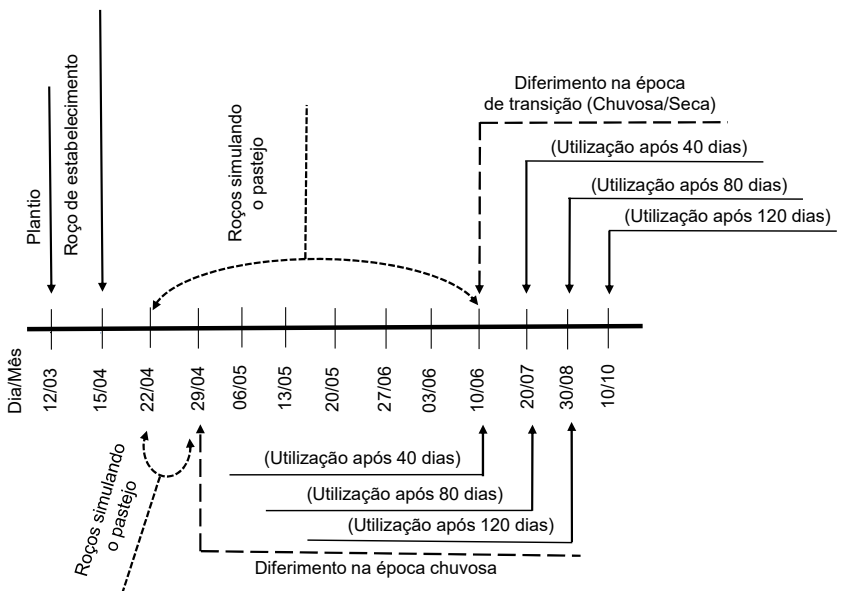 Plantio
Roço de estabelecimento
Roços simulando
o pastejo
Diferimento na época
de transição (Chuvosa/Seca)
(Utilização após 40 dias)
(Utilização após 80 dias)
(Utilização após 120 dias)
Dia/Mês
12/03
15/04
22/04
29/04
06/05
13/05
20/05
27/06
03/06
10/06
20/07
30/08
10/10
Roços simulando
o pastejo
(Utilização após 40 dias)
(Utilização após 80 dias)
(Utilização após 120 dias)
Diferimento na época chuvosa